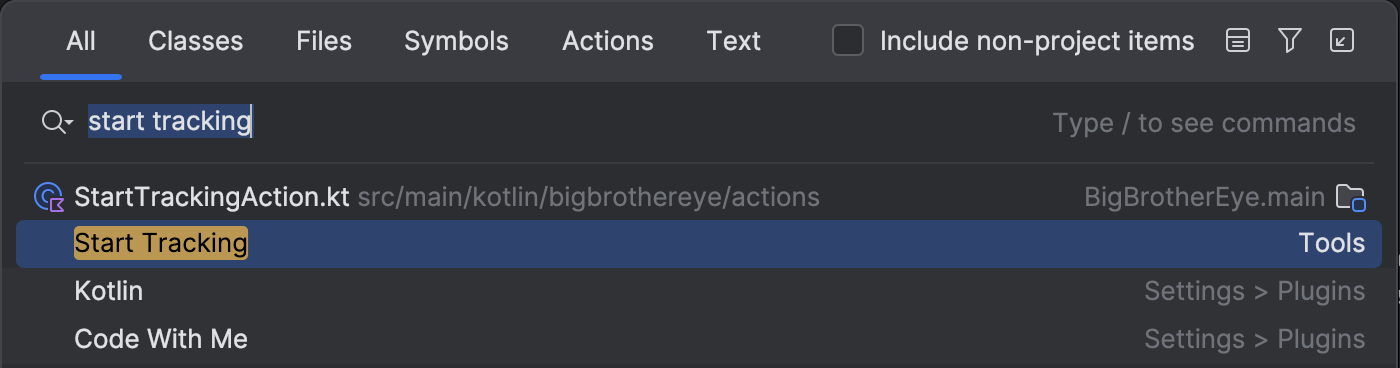 All Classes Files Symbols Actions Text Include non-project items
start tracking Type / to see commands
StartTrackingAction.kt src/main/kotlin/bigbrothereye/actions BigBrotherEye.main
Start Tracking Tools
Kotlin Settings > Plugins
Code With Me Settings > Plugins